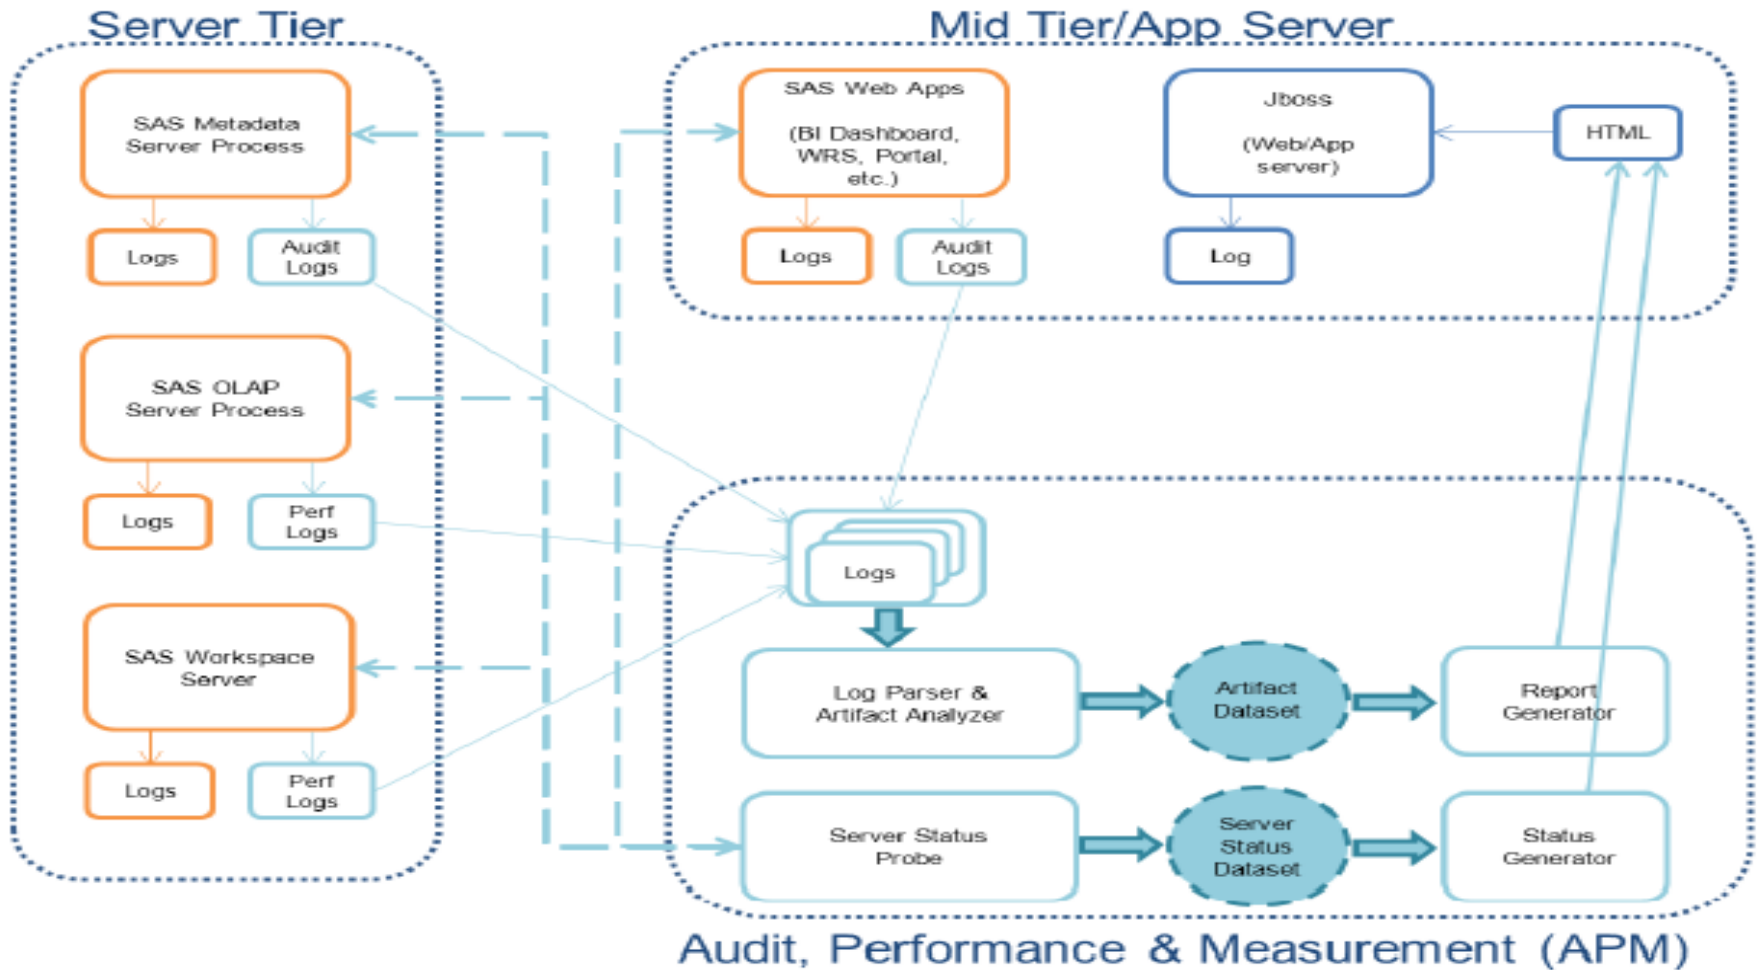 Server Tier
Mid Tier/App Server
SAS Metadata
Server Process
Logs
Audit
Logs
SAS OLAP
Server Process
Logs
Perf
Logs
SAS Workspace
Server
Logs
Perf
Logs
SAS Web Apps
(BI Dashboard,
WRS, Portal,
etc.)
Logs
Audit
Logs
Jboss
(Web/App
server)
Log
HTML
Logs
Log Parser &
Artifact Analyzer
Artifact
Dataset
Report
Generator
Server Status
Probe
Server
Status
Dataset
Status
Generator
Audit, Performance & Measurement (APM)